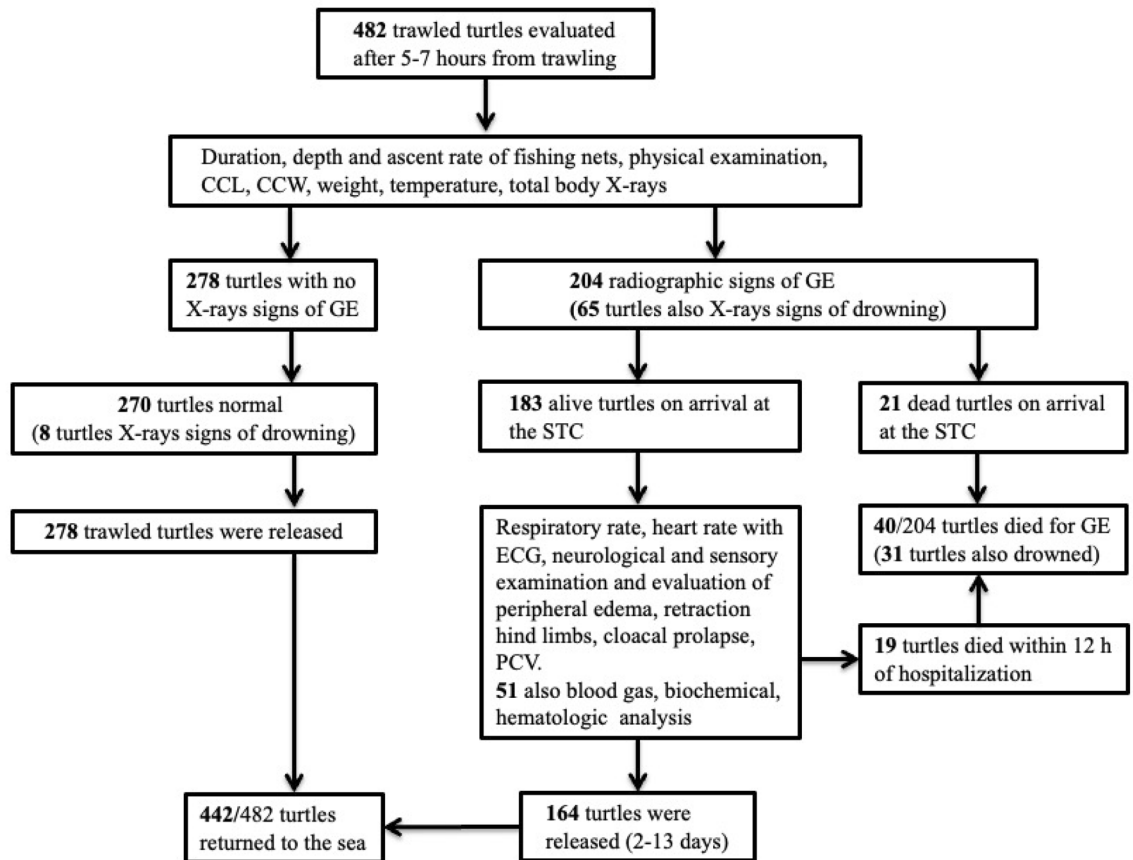 482 trawled turtles evaluated
after 5-7 hours from trawling
Duration, depth and ascent rate of fishing nets, physical examination,
CCL, CCW, weight, temperature, total body X-rays
278 turtles with no
X-rays signs of GE
204 radiographic signs of GE
(65 turtles also X-rays signs of drowning)
270 turtles normal
(8 turtles X-rays signs of drowning)
183 alive turtles on arrival at
the STC
21 dead turtles on arrival
at the STC
278 trawled turtles were released
Respiratory rate, heart rate with
ECG, neurological and sensory
examination and evaluation of
peripheral edema, retraction
hind limbs, cloacal prolapse,
PCV.
51 also blood gas, biochemical,
hematologic analysis
40/204 turtles died for GE
(31 turtles also drowned)
19 turtles died within 12 h
of hospitalization
442/482 turtles
returned to the sea
164 turtles were
released (2-13 days)